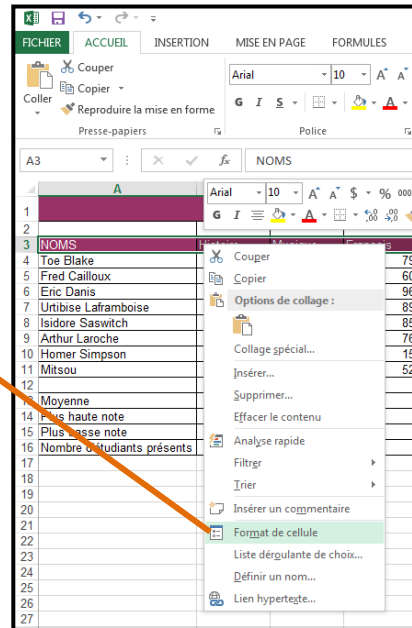 FICHIER ACCUEIL INSERTION MISE EN PAGE FORMULES
Coller
Couper
Copier
Reproduire la mise en forme
Presse-papiers
Arial 10 A A
G I S A
Police
A3 fx NOMS
A
Arial 10 A A $ % 000
G I A ,00 ,0
1
2
3 NOMS Histoire Musique Français
4 Toe Blake 79
5 Fred Cailloux 60
6 Eric Danis 96
7 Urtibise Laframboise 89
8 Isidore Saswitch 85
9 Arthur Laroche 76
10 Homer Simpson 15
11 Mitsou 52
12
13 Moyenne
14 Plus haute note
15 Plus basse note
16 Nombre d'étudiants présents
17
18
19
20
21
22
23
24
25
26
27
Couper
Copier
Options de collage :
Collage spécial...
Insérer...
Supprimer...
Effacer le contenu
Analyse rapide
Filtrer
Trier
Insérer un commentaire
Format de cellule
Liste déroulante de choix...
Définir un nom...
Lien hypertexte...